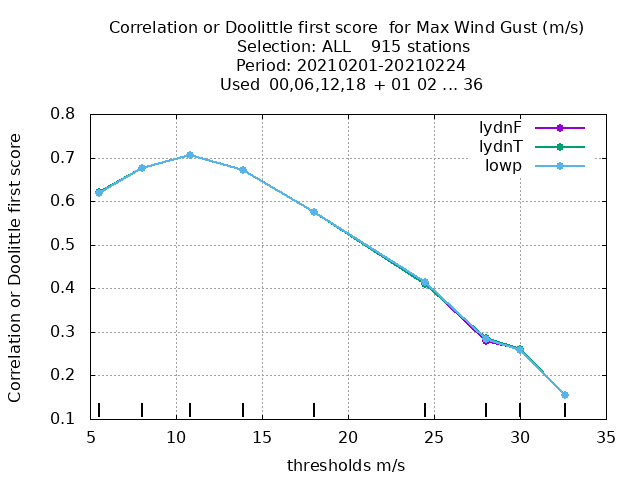 Correlation or Doolittle first score  for Max Wind Gust (m/s)
Selection: ALL    915 stations
Period: 20210201-20210224
Used  00,06,12,18  + 01 02 ... 36
Correlation or Doolittle first score
0.8
0.7
0.6
0.5
0.4
0.3
0.2
0.1
lydnF
lydnT
lowp
5 10 15 20 25 30 35
thresholds m/s